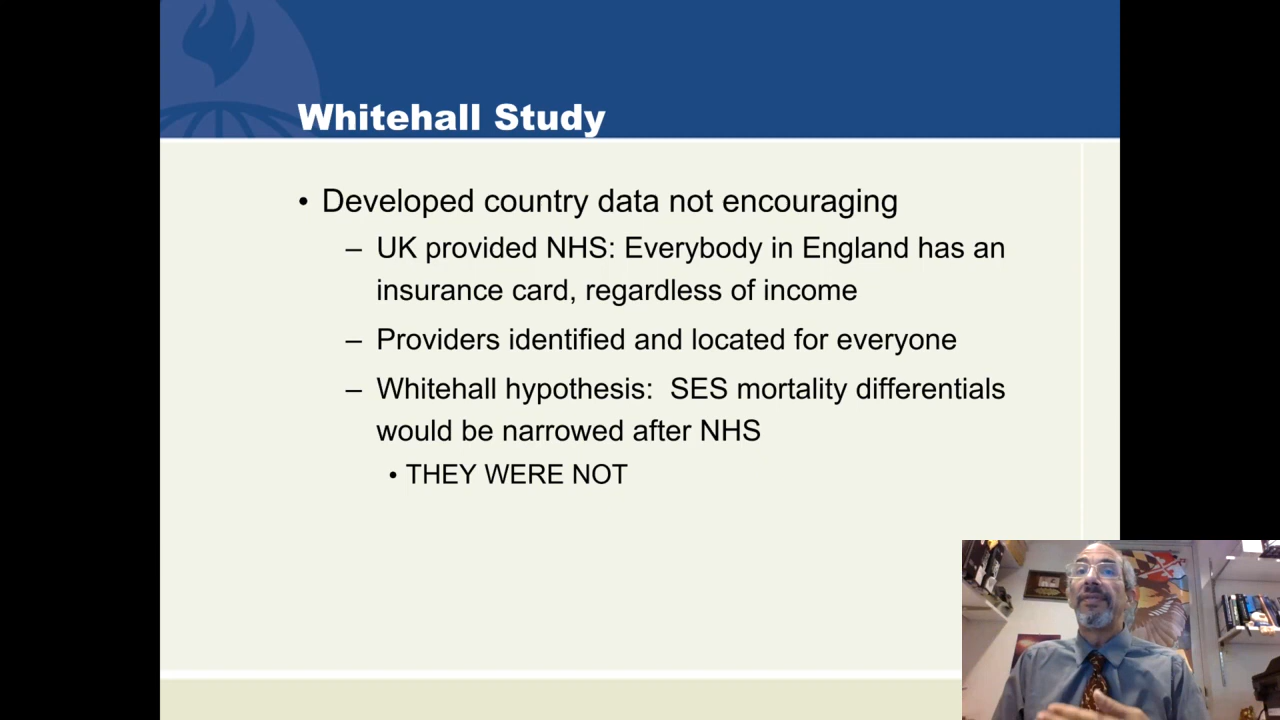 Whitehall Study
• Developed country data not encouraging
– UK provided NHS: Everybody in England has an
insurance card, regardless of income
– Providers identified and located for everyone
– Whitehall hypothesis:  SES mortality differentials
would be narrowed after NHS
• THEY WERE NOT